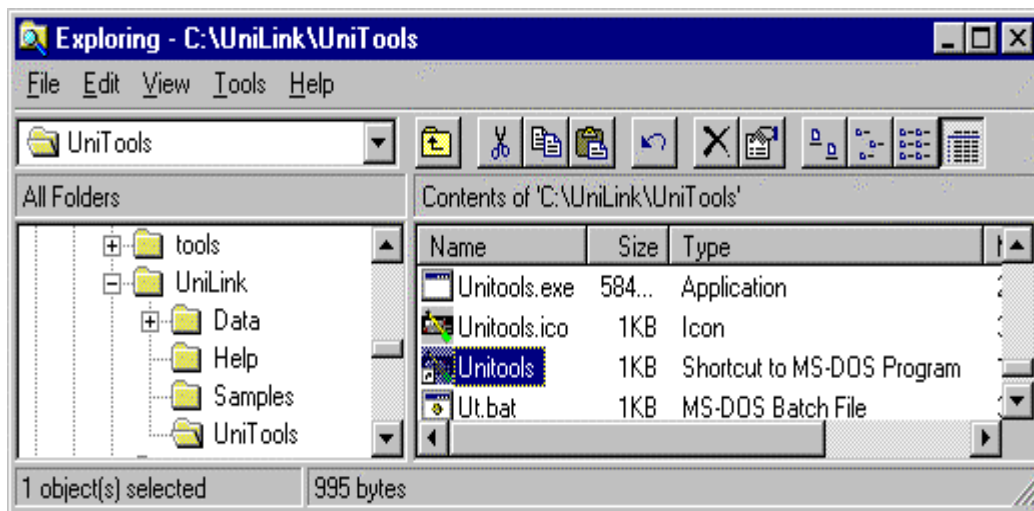 Exploring - C:\UniLink\UniTools
File Edit View Tools Help
UniTools
All Folders
Contents of 'C:\UniLink\UniTools'
tools
UniLink
Data
Help
Samples
UniTools
Name Size Type
Unitools.exe 584... Application
Unitools.ico 1KB Icon
Unitools 1KB Shortcut to MS-DOS Program
Ut.bat 1KB MS-DOS Batch File
1 object(s) selected
995 bytes